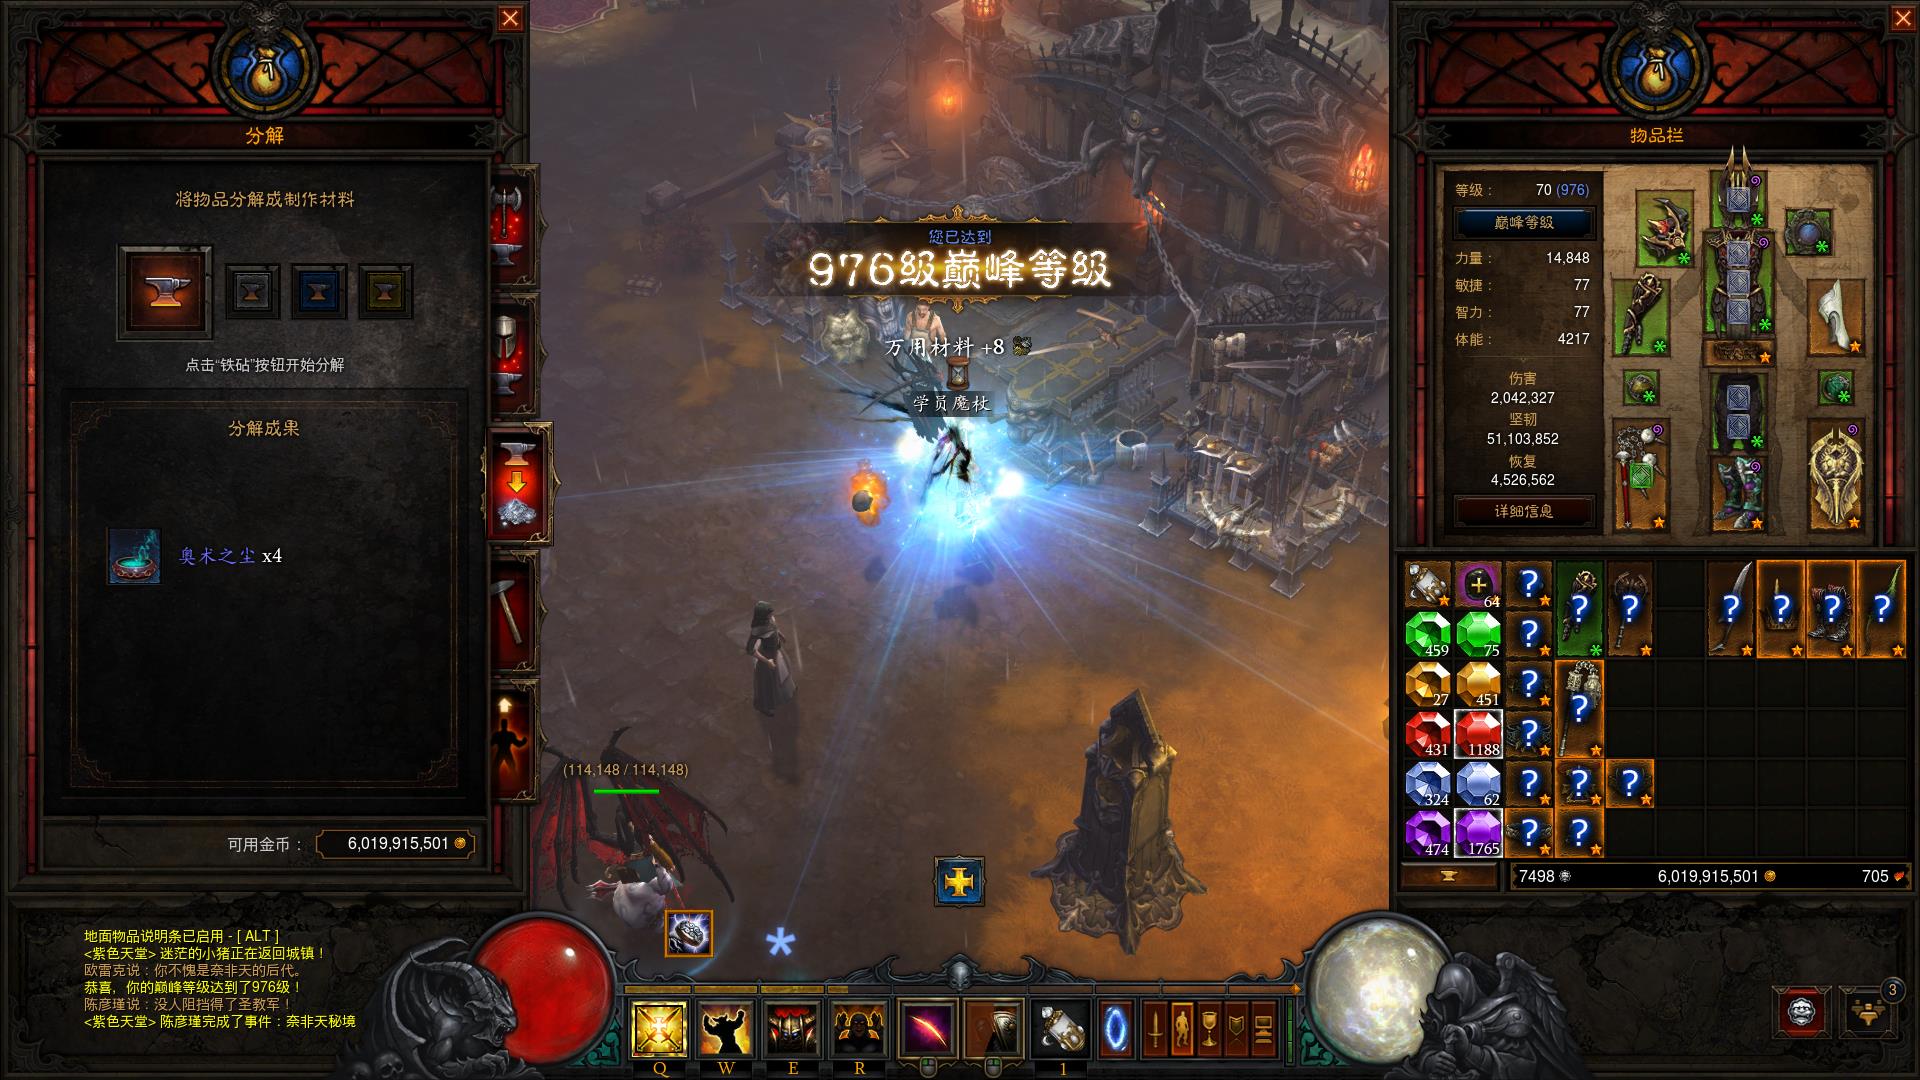 分解
将物品分解成制作材料
点击“铁砧”按钮开始分解
分解成果
奥术之尘 x4
可用金币：
6,019,915,501
地面物品说明条已启用 - [ ALT ]
<紫色天堂> 迷茫的小猪正在返回城镇！
欧雷克说：你不愧是奈非天的后代。
恭喜，你的巅峰等级达到了976级！
陈彦瑾说：没人阻挡得了圣教军！
<紫色天堂> 陈彦瑾完成了事件：奈非天秘境
您已达到
976级巅峰等级
万用材料 +8
学员魔杖
(114,148 / 114,148)
Q W E R 1
物品栏
等级： 70 (976)
巅峰等级
力量： 14,848
敏捷： 77
智力： 77
体能： 4217
伤害
2,042,327
坚韧
51,103,852
恢复
4,526,562
详细信息
64 ? ? ? ? ? ? ?
459 75 ?
27 451 ? ?
431 1188 ?
324 62 ? ? ?
474 1765 ? ?
7498 6,019,915,501 705
3